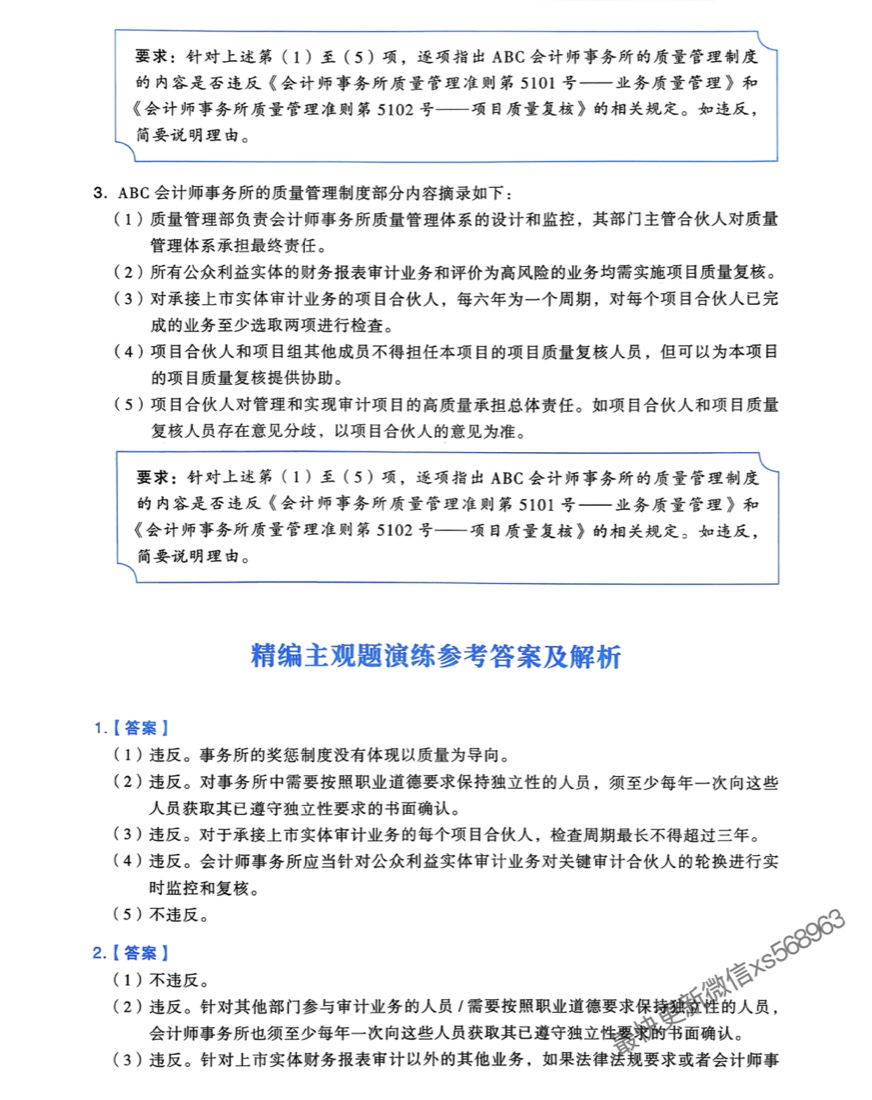 要求：针对上述第（1）至（5）项，逐项指出 ABC 会计师事务所的质量管理制度
的内容是否违反《会计师事务所质量管理准则第 5101 号——业务质量管理》和
《会计师事务所质量管理准则第 5102 号——项目质量复核》的相关规定。如违反，
简要说明理由。
3. ABC 会计师事务所的质量管理制度部分内容摘录如下：
（1）质量管理部负责会计师事务所质量管理体系的设计和监控，其部门主管合伙人对质量
管理体系承担最终责任。
（2）所有公众利益实体的财务报表审计业务和评价为高风险的业务均需实施项目质量复核。
（3）对承接上市实体审计业务的项目合伙人，每六年为一个周期，对每个项目合伙人已完
成的业务至少选取两项进行检查。
（4）项目合伙人和项目组其他成员不得担任本项目的项目质量复核人员，但可以为本项目
的项目质量复核提供协助。
（5）项目合伙人对管理和实现审计项目的高质量承担总体责任。如项目合伙人和项目质量
复核人员存在意见分歧，以项目合伙人的意见为准。
要求：针对上述第（1）至（5）项，逐项指出 ABC 会计师事务所的质量管理制度
的内容是否违反《会计师事务所质量管理准则第 5101 号——业务质量管理》和
《会计师事务所质量管理准则第 5102 号——项目质量复核》的相关规定。如违反，
简要说明理由。
精编主观题演练参考答案及解析
1.【答案】
（1）违反。事务所的奖惩制度没有体现以质量为导向。
（2）违反。对事务所中需要按照职业道德要求保持独立性的人员，须至少每年一次向这些
人员获取其已遵守独立性要求的书面确认。
（3）违反。对于承接上市实体审计业务的每个项目合伙人，检查周期最长不得超过三年。
（4）违反。会计师事务所应当针对公众利益实体审计业务对关键审计合伙人的轮换进行实
时监控和复核。
（5）不违反。
2.【答案】
（1）不违反。
（2）违反。针对其他部门参与审计业务的人员 / 需要按照职业道德要求保持独立性的人员，
会计师事务所也须至少每年一次向这些人员获取其已遵守独立性要求的书面确认。
（3）违反。针对上市实体财务报表审计以外的其他业务，如果法律法规要求或者会计师事
最快更新微信xs568963